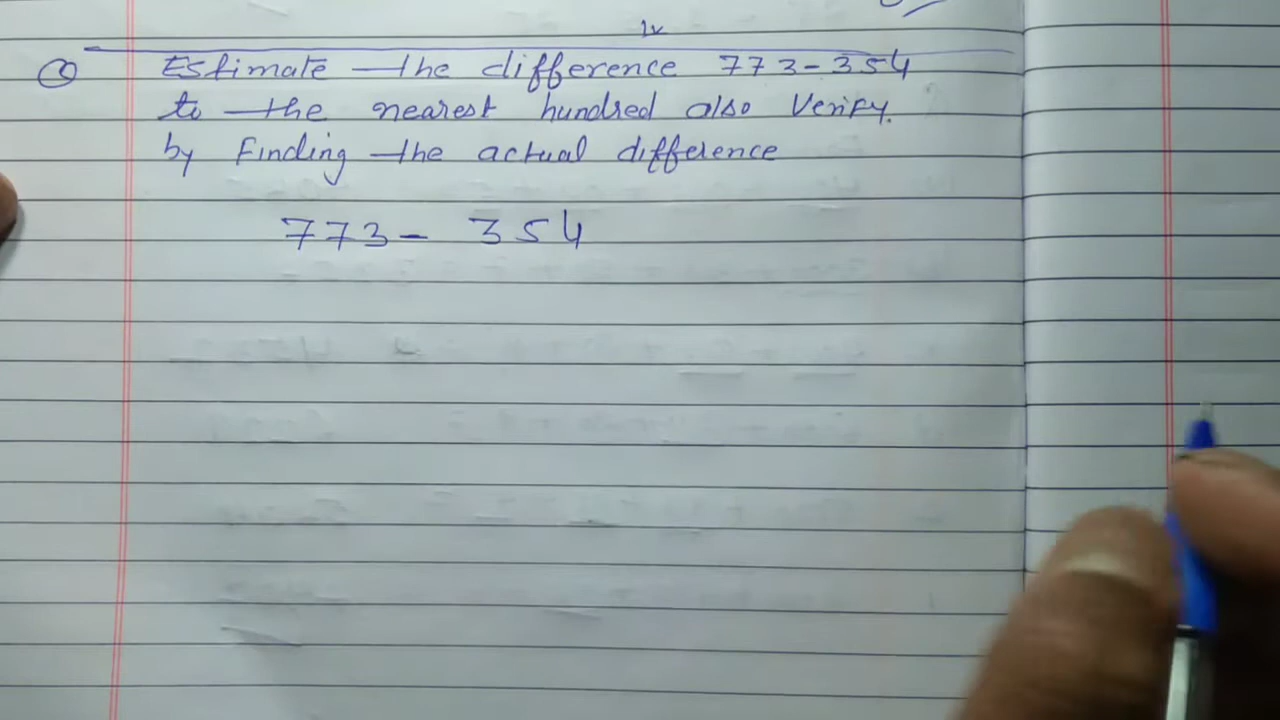 Estimate the difference 773-354
to the nearest hundred also Verify.
by Finding the actual difference
773- 354